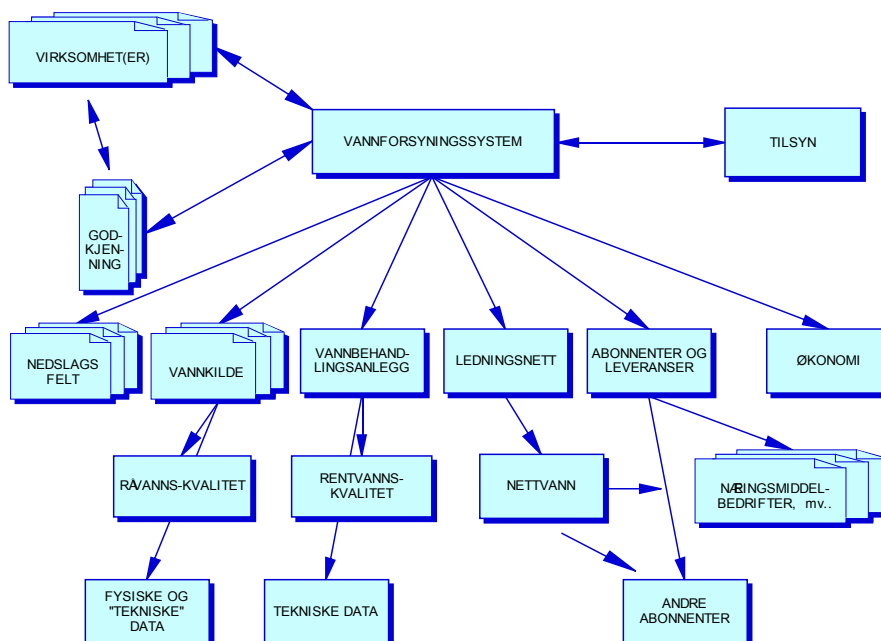 VIRKSOMHET(ER)
VANNFORSYNINGSSYSTEM
TILSYN
GOD-
KJEN-
NING
NEDSLAGS
FELT
VANNKILDE
VANNBEHAND-
LINGSANLEGG
LEDNINGSNETT
ABONNENTER OG
LEVERANSER
ØKONOMI
RÅVANNS-KVALITET
RENTVANNS-
KVALITET
NETTVANN
NÆRINGSMIDDEL-
BEDRIFTER, mv..
FYSISKE OG
"TEKNISKE"
DATA
TEKNISKE DATA
ANDRE
ABONNENTER